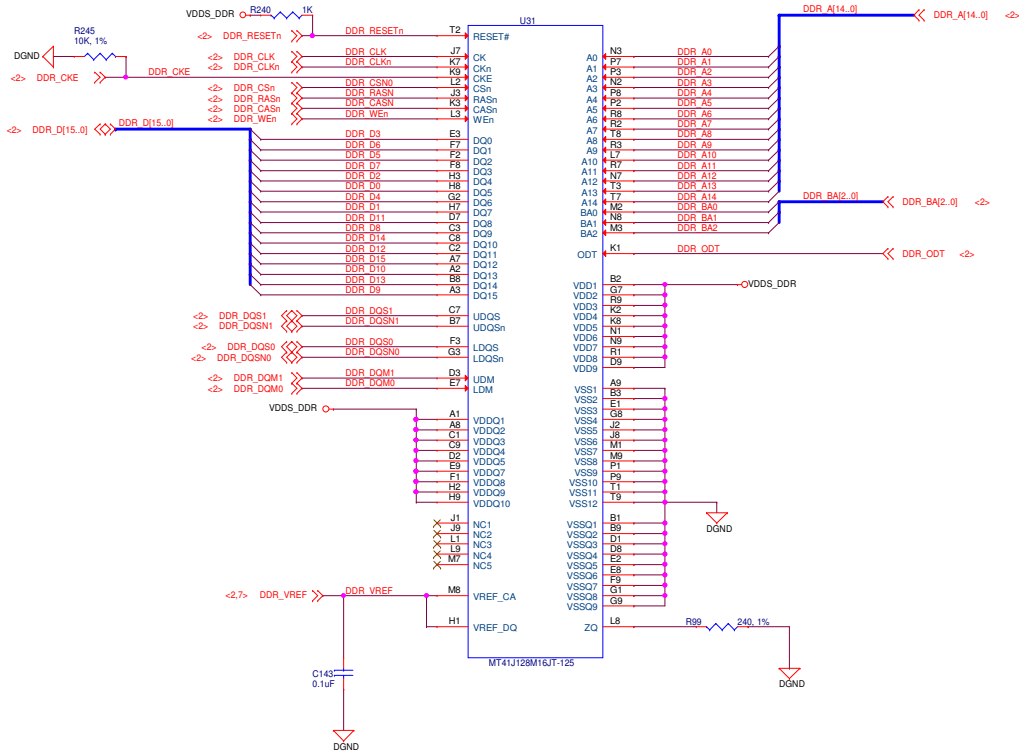 R240 1K
VDDS_DDR
U31
<2> DDR_RESETn DDR_RESETn T2 RESET#
R245
10K, 1%
DGND
<2> DDR_CLK DDR_CLK J7 CK
<2> DDR_CLKn DDR_CLKn K7 CKn
<2> DDR_CKE DDR_CKE K9 CKE
<2> DDR_CSn DDR_CSN0 L2 CSn
<2> DDR_RASn DDR_RASN J3 RASn
<2> DDR_CASn DDR_CASN K3 CASn
<2> DDR_WEn DDR_WEn L3 WEn
<2> DDR_D[15..0] DDR_D[15..0]
DDR_D3 E3 DQ0
DDR_D6 F7 DQ1
DDR_D5 F2 DQ2
DDR_D7 F8 DQ3
DDR_D2 H3 DQ4
DDR_D0 H8 DQ5
DDR_D4 G2 DQ6
DDR_D1 H7 DQ7
DDR_D11 D7 DQ8
DDR_D8 C3 DQ9
DDR_D14 C8 DQ10
DDR_D12 C2 DQ11
DDR_D15 A7 DQ12
DDR_D10 A2 DQ13
DDR_D13 B8 DQ14
DDR_D9 A3 DQ15
<2> DDR_DQS1 DDR_DQS1 C7 UDQS
<2> DDR_DQSN1 DDR_DQSN1 B7 UDQSn
<2> DDR_DQS0 DDR_DQS0 F3 LDQS
<2> DDR_DQSN0 DDR_DQSN0 G3 LDQSn
<2> DDR_DQM1 DDR_DQM1 D3 UDM
<2> DDR_DQM0 DDR_DQM0 E7 LDM
VDDS_DDR
A1 VDDQ1
A8 VDDQ2
C1 VDDQ3
C9 VDDQ4
D2 VDDQ5
E9 VDDQ7
F1 VDDQ8
H2 VDDQ9
H9 VDDQ10
J1 NC1
J9 NC2
L1 NC3
L9 NC4
M7 NC5
<2,7> DDR_VREF DDR_VREF M8 VREF_CA
H1 VREF_DQ
C143
0.1uF
DGND
DDR_A[14..0] DDR_A[14..0] <2>
A0 N3 DDR_A0
A1 P7 DDR_A1
A2 P3 DDR_A2
A3 N2 DDR_A3
A4 P8 DDR_A4
A5 P2 DDR_A5
A6 R8 DDR_A6
A7 R2 DDR_A7
A8 T8 DDR_A8
A9 R3 DDR_A9
A10 L7 DDR_A10
A11 R7 DDR_A11
A12 N7 DDR_A12
A13 T3 DDR_A13
A14 T7 DDR_A14
BA0 M2 DDR_BA0
BA1 N8 DDR_BA1
BA2 M3 DDR_BA2
DDR_BA[2..0] DDR_BA[2..0] <2>
ODT K1 DDR_ODT DDR_ODT <2>
VDD1 B2 VDDS_DDR
VDD2 G7
VDD3 R9
VDD4 K2
VDD5 K8
VDD6 N1
VDD7 N9
VDD8 R1
VDD9 D9
VSS1 A9
VSS2 B3
VSS3 E1
VSS4 G8
VSS5 J2
VSS6 J8
VSS7 M1
VSS8 M9
VSS9 P1
VSS10 P9
VSS11 T1
VSS12 T9
DGND
VSSQ1 B1
VSSQ2 B9
VSSQ3 D1
VSSQ4 D8
VSSQ5 E2
VSSQ6 E8
VSSQ7 F9
VSSQ8 G1
VSSQ9 G9
ZQ L8 R99 240, 1%
DGND
MT41J128M16JT-125